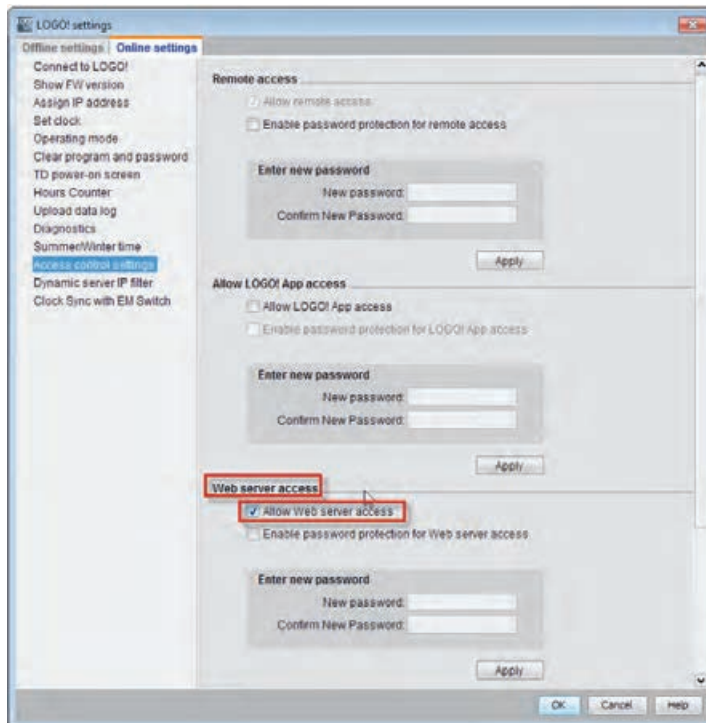 LOGO! settings
Offline settings Online settings
Connect to LOGO!
Show FW version
Assign IP address
Set clock
Operating mode
Clear program and password
TD power-on screen
Hours Counter
Upload data log
Diagnostics
Summer/Winter time
Access control settings
Dynamic server IP filter
Clock Sync with EM Switch
Remote access
Allow remote access
Enable password protection for remote access
Enter new password
New password:
Confirm New Password:
Apply
Allow LOGO! App access
Allow LOGO! App access
Enable password protection for LOGO! App access
Enter new password
New password:
Confirm New Password:
Apply
Web server access
Allow Web server access
Enable password protection for Web server access
Enter new password
New password:
Confirm New Password:
Apply
OK Cancel Help